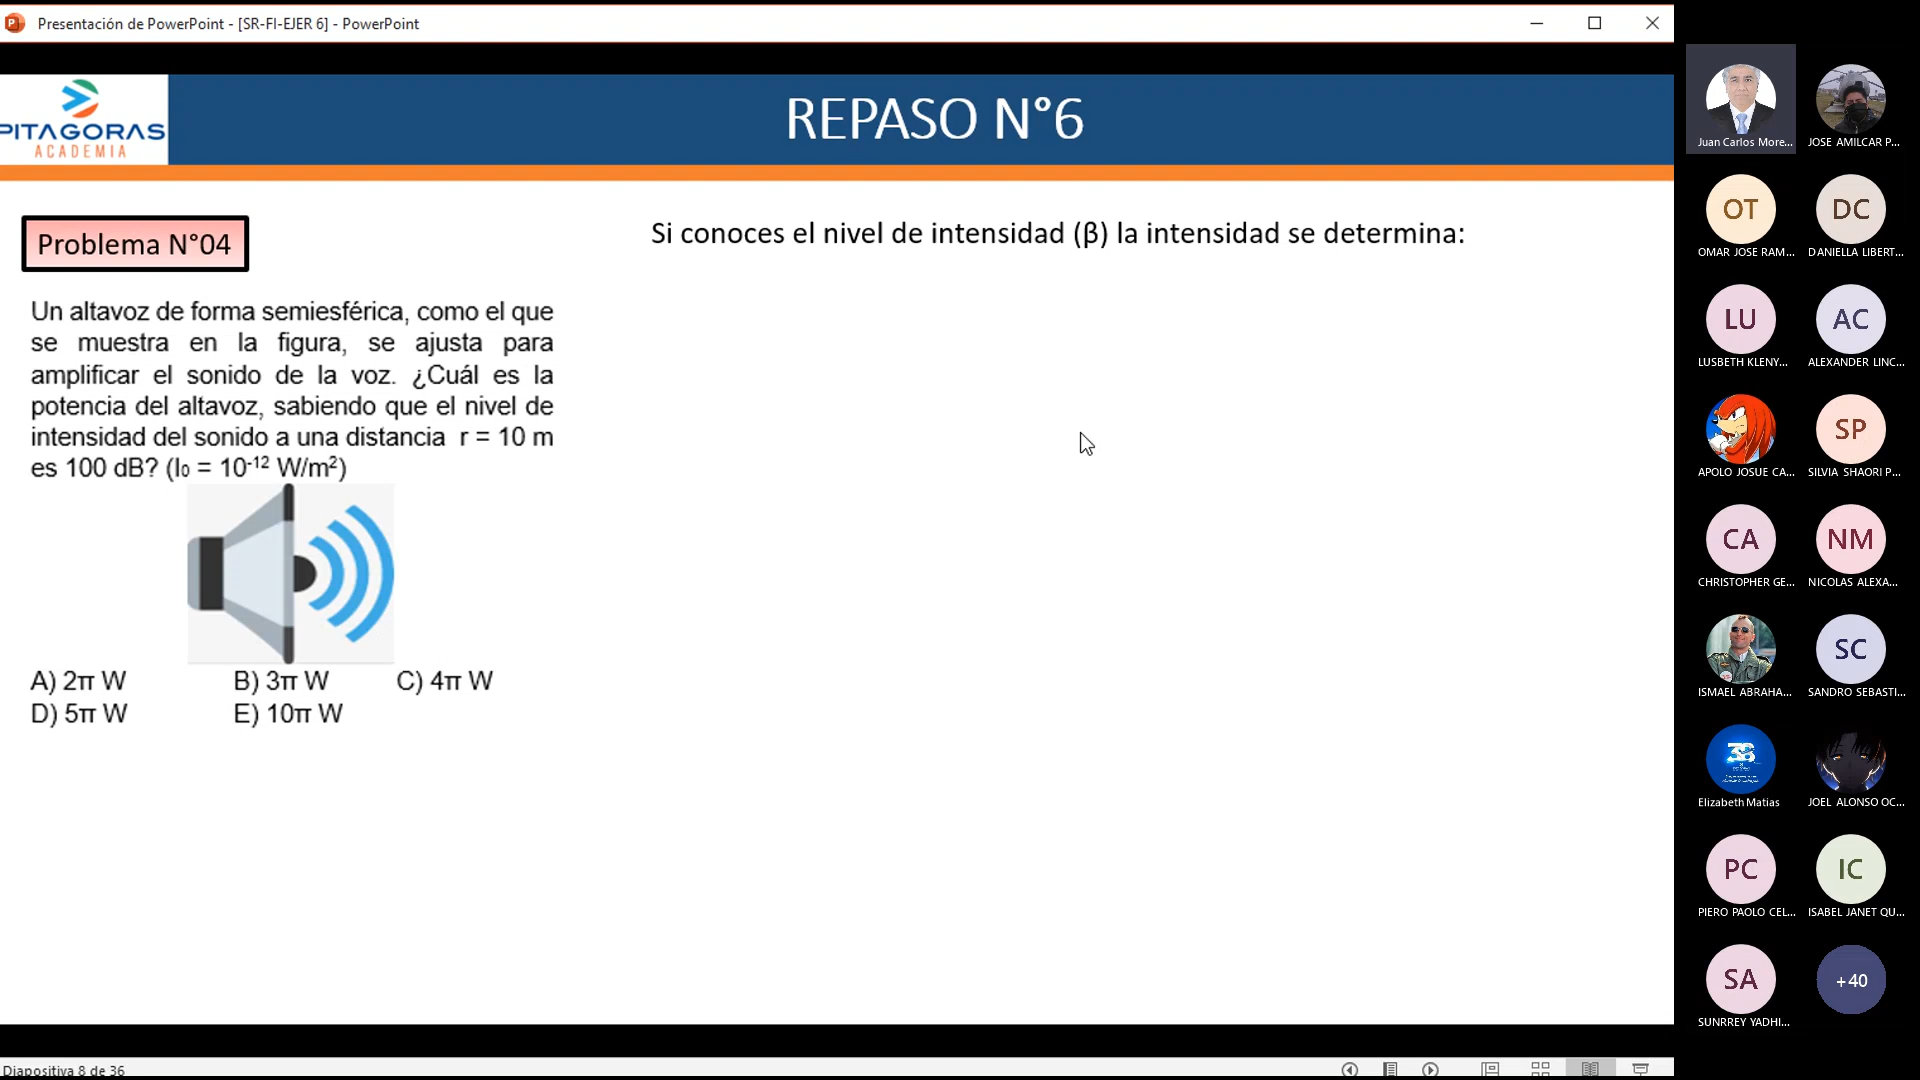 Presentación de PowerPoint - [SR-FI-EJER 6] - PowerPoint
PITAGORAS
ACADEMIA
REPASO N°6
Problema N°04
Si conoces el nivel de intensidad (β) la intensidad se determina:
Un altavoz de forma semiesférica, como el que
se muestra en la figura, se ajusta para
amplificar el sonido de la voz. ¿Cuál es la
potencia del altavoz, sabiendo que el nivel de
intensidad del sonido a una distancia r = 10 m
es 100 dB? (I₀ = 10⁻¹² W/m²)
A) 2π W B) 3π W C) 4π W
D) 5π W E) 10π W
Juan Carlos More...
JOSE AMILCAR P...
OT
DC
OMAR JOSE RAM...
DANIELLA LIBERT...
LU
AC
LUSBETH KLENY...
ALEXANDER LINC...
SP
APOLO JOSUE CA...
SILVIA SHAORI P...
CA
NM
CHRISTOPHER GE...
NICOLAS ALEXA...
SC
ISMAEL ABRAHA...
SANDRO SEBASTI...
Elizabeth Matias
JOEL ALONSO OC...
PC
IC
PIERO PAOLO CEL...
ISABEL JANET QU...
SA
+40
SUNRREY YADHI...
Diapositiva 8 de 36